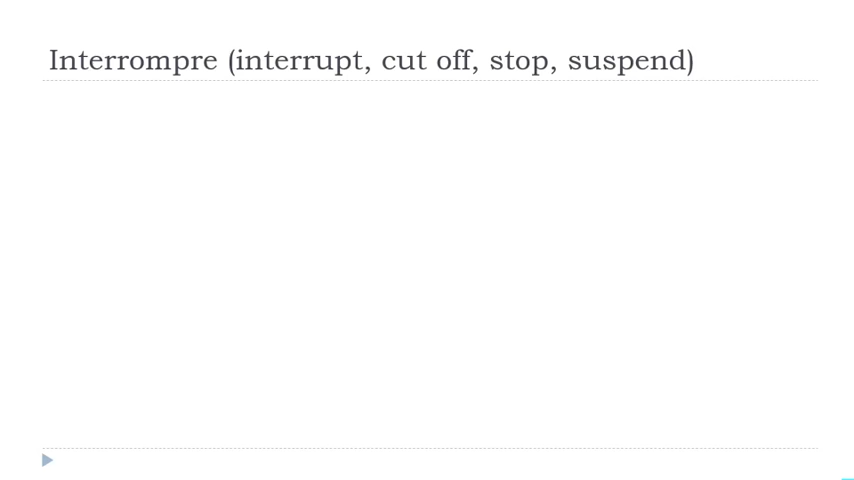 Interrompre (interrupt, cut off, stop, suspend)